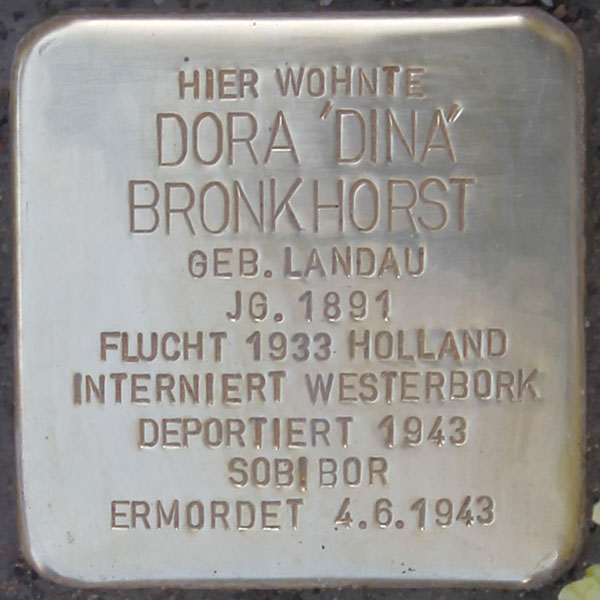 HIER WOHNTE
DORA "DINA"
BRONKHORST
GEB. LANDAU
JG. 1891
FLUCHT 1933 HOLLAND
INTERNIERT WESTERBORK
DEPORTIERT 1943
SOBIBOR
ERMORDET 4.6.1943